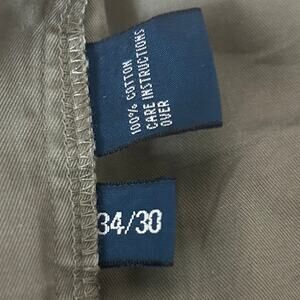 100% COTTON
CARE INSTRUCTIONS
OVER
34/30